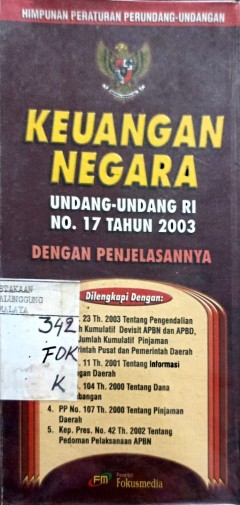 HIMPUNAN PERATURAN PERUNDANG-UNDANGAN
KEUANGAN
NEGARA
UNDANG-UNDANG RI
NO. 17 TAHUN 2003
DENGAN PENJELASANNYA
Dilengkapi Dengan:
23 Th. 2003 Tentang Pengendalian
Kumulatif Devisit APBN dan APBD,
Jumlah Kumulatif Pinjaman
Pemerintah Daerah
11 Th. 2001 Tentang Informasi
Daerah
104 Th. 2000 Tentang Dana
4. PP No. 107 Th. 2000 Tentang Pinjaman
Daerah
5. Kep. Pres. No. 42 Th. 2002 Tentang
Pedoman Pelaksanaan APBN
342
FOK
K
FM Penerbit
Fokusmedia